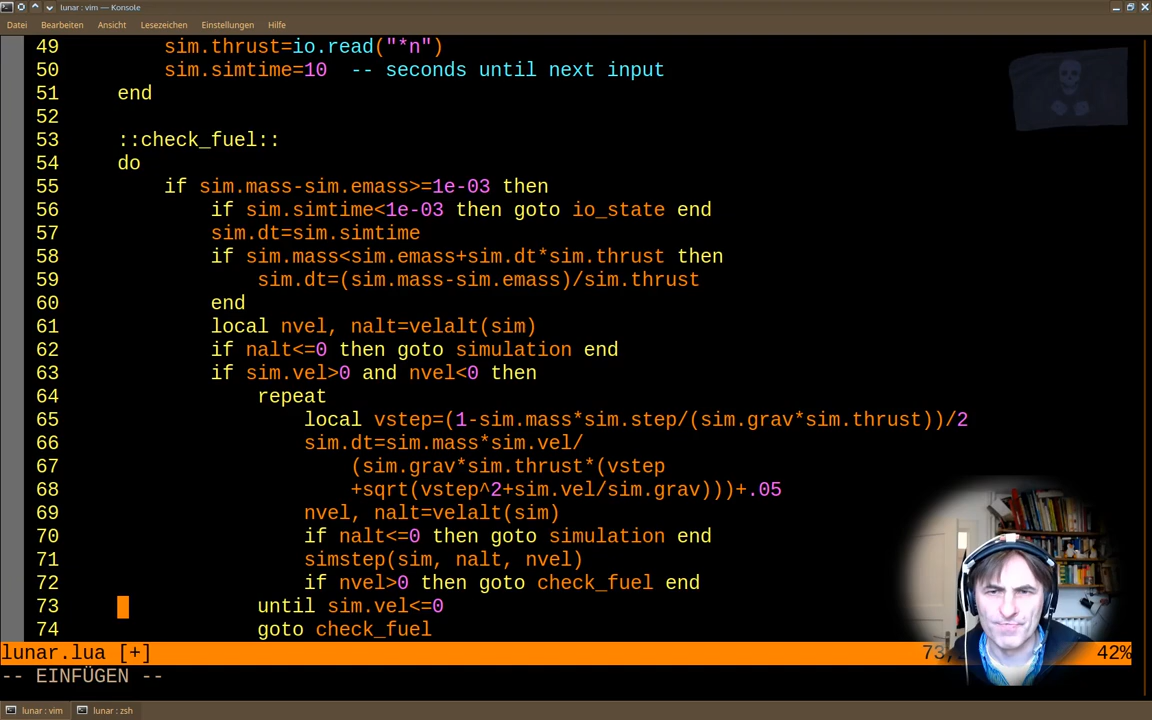 lunar : vim — Konsole
Datei Bearbeiten Ansicht Lesezeichen Einstellungen Hilfe
49 sim.thrust=io.read("*n")
50 sim.simtime=10 -- seconds until next input
51 end
52
53 ::check_fuel::
54 do
55 if sim.mass-sim.emass>=1e-03 then
56 if sim.simtime<1e-03 then goto io_state end
57 sim.dt=sim.simtime
58 if sim.mass<sim.emass+sim.dt*sim.thrust then
59 sim.dt=(sim.mass-sim.emass)/sim.thrust
60 end
61 local nvel, nalt=velalt(sim)
62 if nalt<=0 then goto simulation end
63 if sim.vel>0 and nvel<0 then
64 repeat
65 local vstep=(1-sim.mass*sim.step/(sim.grav*sim.thrust))/2
66 sim.dt=sim.mass*sim.vel/
67 (sim.grav*sim.thrust*(vstep
68 +sqrt(vstep^2+sim.vel/sim.grav)))+.05
69 nvel, nalt=velalt(sim)
70 if nalt<=0 then goto simulation end
71 simstep(sim, nalt, nvel)
72 if nvel>0 then goto check_fuel end
73 until sim.vel<=0
74 goto check_fuel
lunar.lua [+] 73, 42%
-- EINFÜGEN --
lunar : vim lunar : zsh